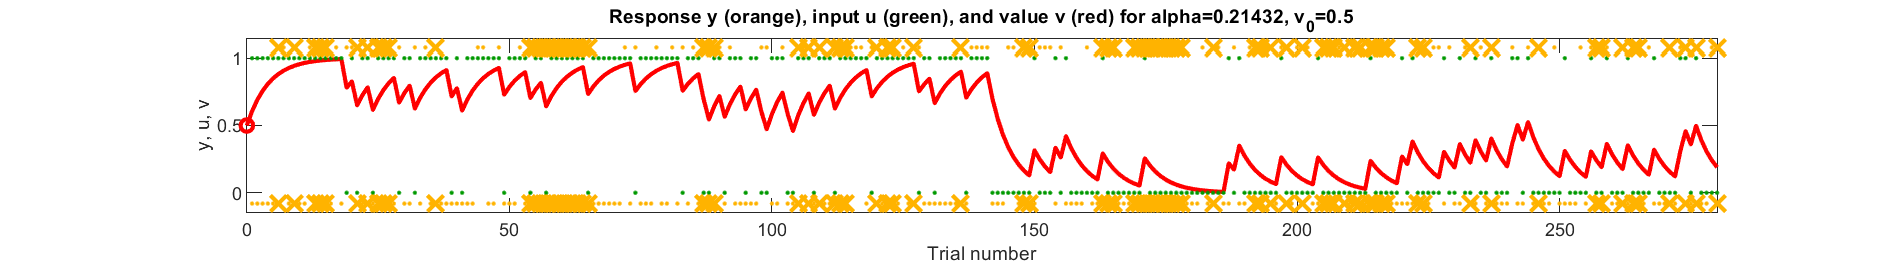 Response y (orange), input u (green), and value v (red) for alpha=0.21432, v0=0.5
y, u, v
1
0.5
0
0 50 100 150 200 250
Trial number